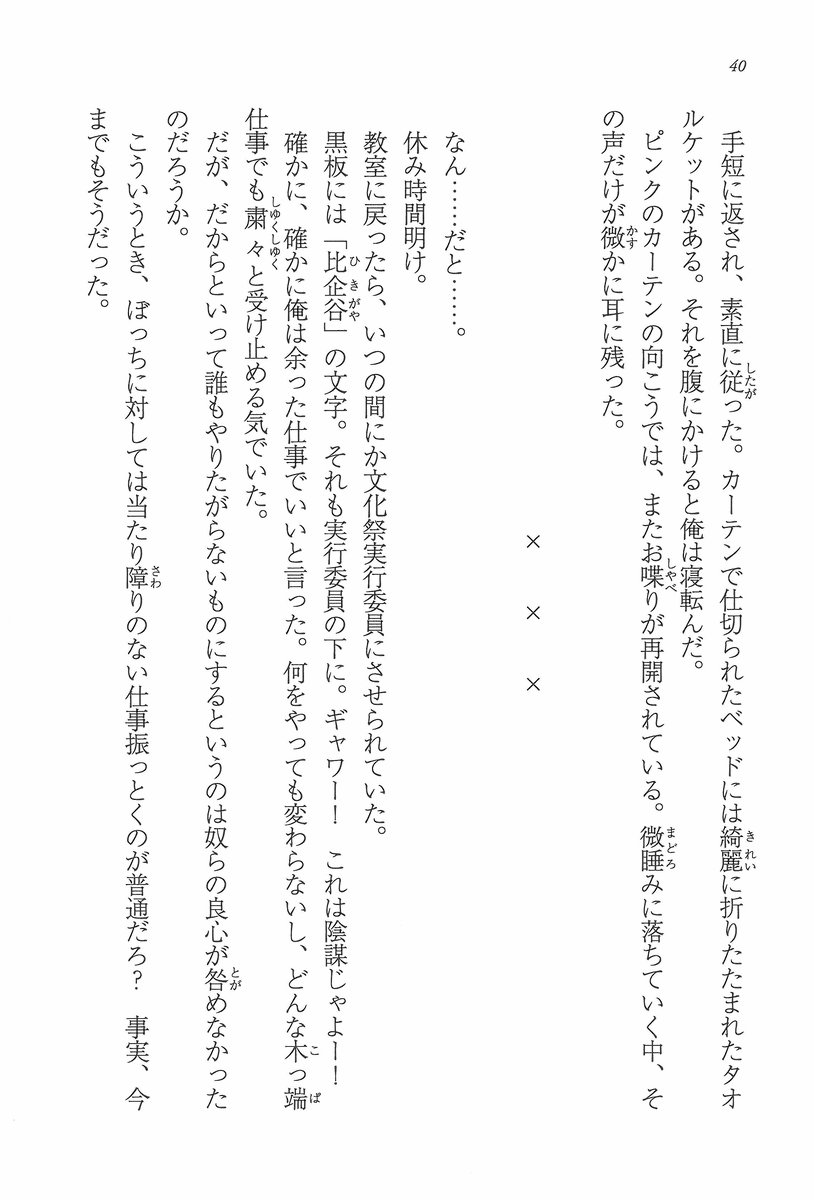 40
手短に返され、素直に従った。カーテンで仕切られたベッドには綺麗に折りたたまれたタオ
ルケットがある。それを腹にかけると俺は寝転んだ。
ピンクのカーテンの向こうでは、またお喋りが再開されている。微睡みに落ちていく中、そ
の声だけが微かに耳に残った。
× × ×
なん……だと……。
休み時間明け。
教室に戻ったら、いつの間にか文化祭実行委員にさせられていた。
黒板には「比企谷」の文字。それも実行委員の下に。ギャワー！　これは陰謀じゃよー！
確かに、確かに俺は余った仕事でいいと言った。何をやっても変わらないし、どんな木っ端
仕事でも粛々と受け止める気でいた。
だが、だからといって誰もやりたがらないものにするというのは奴らの良心が咎めなかった
のだろうか。
こういうとき、ぼっちに対しては当たり障りのない仕事振っとくのが普通だろ？　事実、今
までもそうだった。